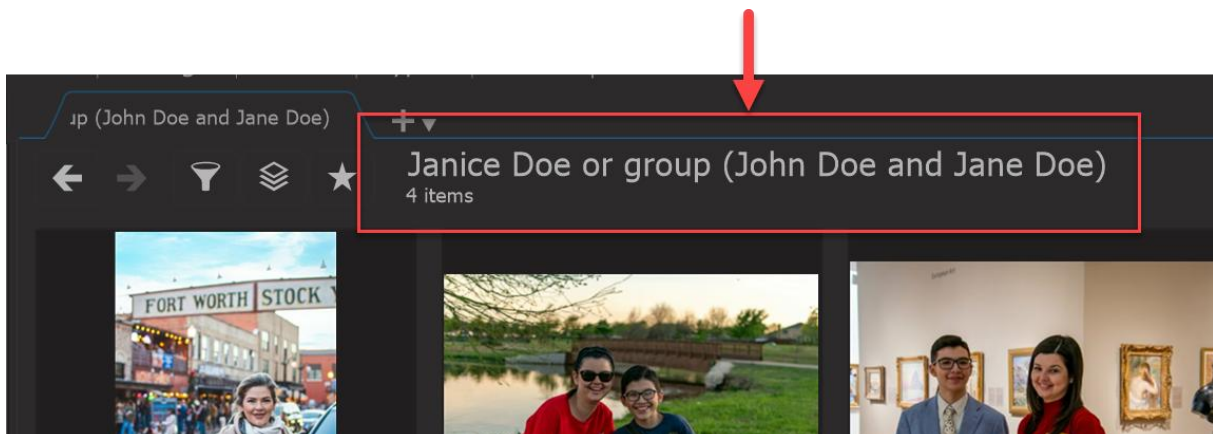 up (John Doe and Jane Doe)
Janice Doe or group (John Doe and Jane Doe)
4 items
FORT WORTH STOCK